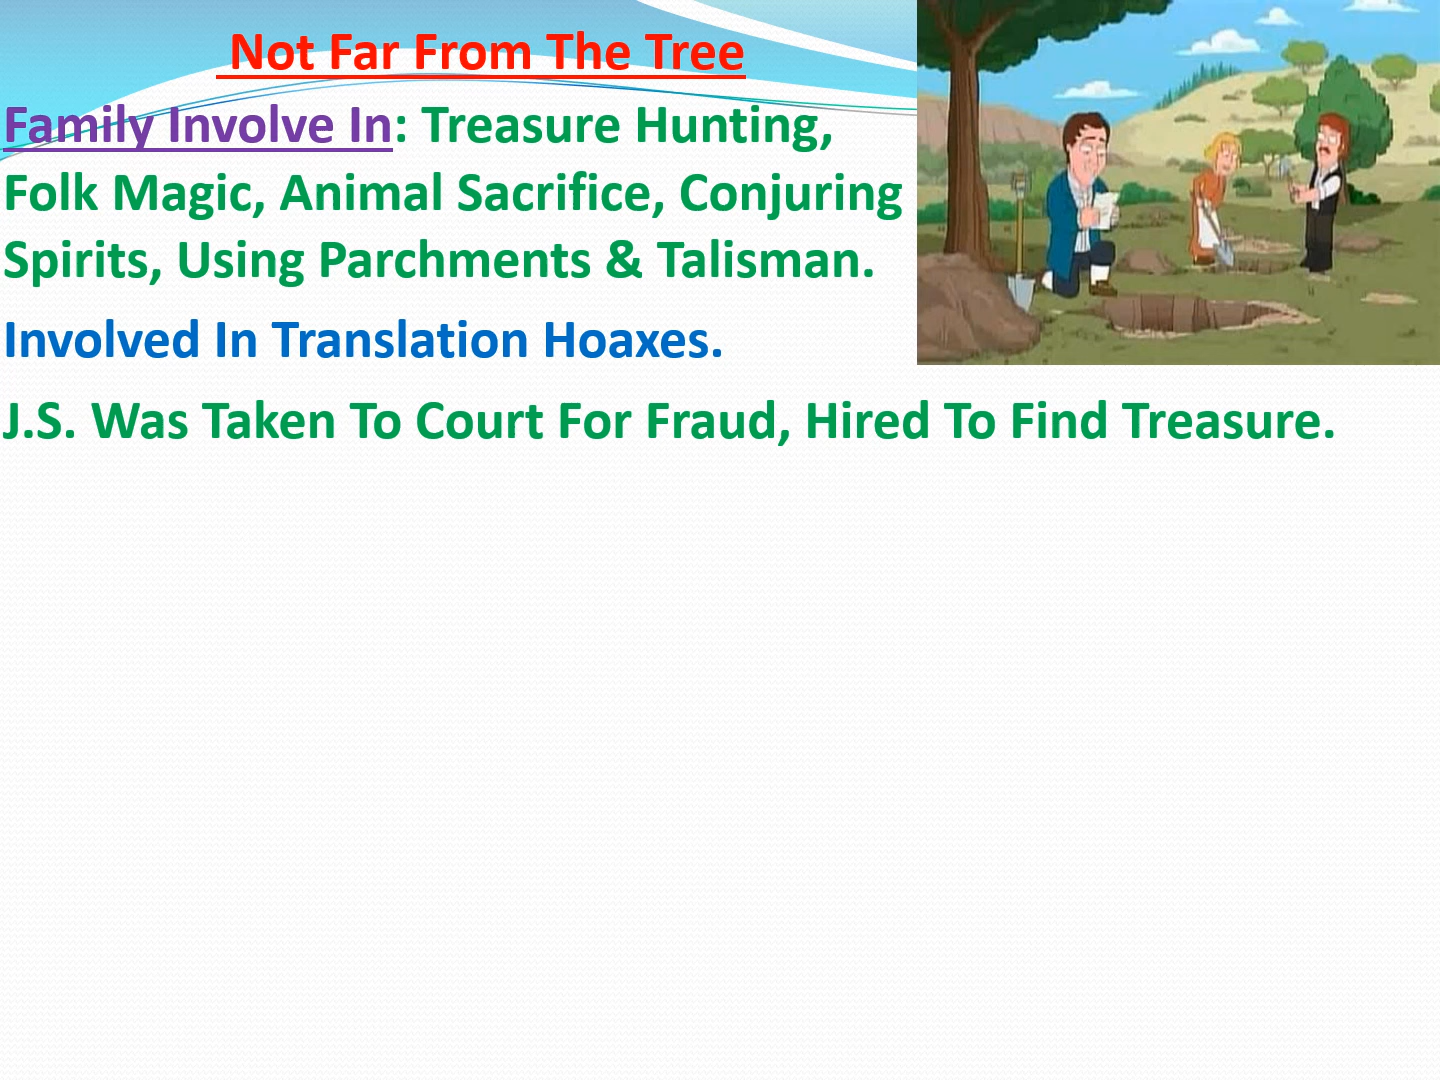 Not Far From The Tree
Family Involve In: Treasure Hunting,
Folk Magic, Animal Sacrifice, Conjuring
Spirits, Using Parchments & Talisman.
Involved In Translation Hoaxes.
J.S. Was Taken To Court For Fraud, Hired To Find Treasure.